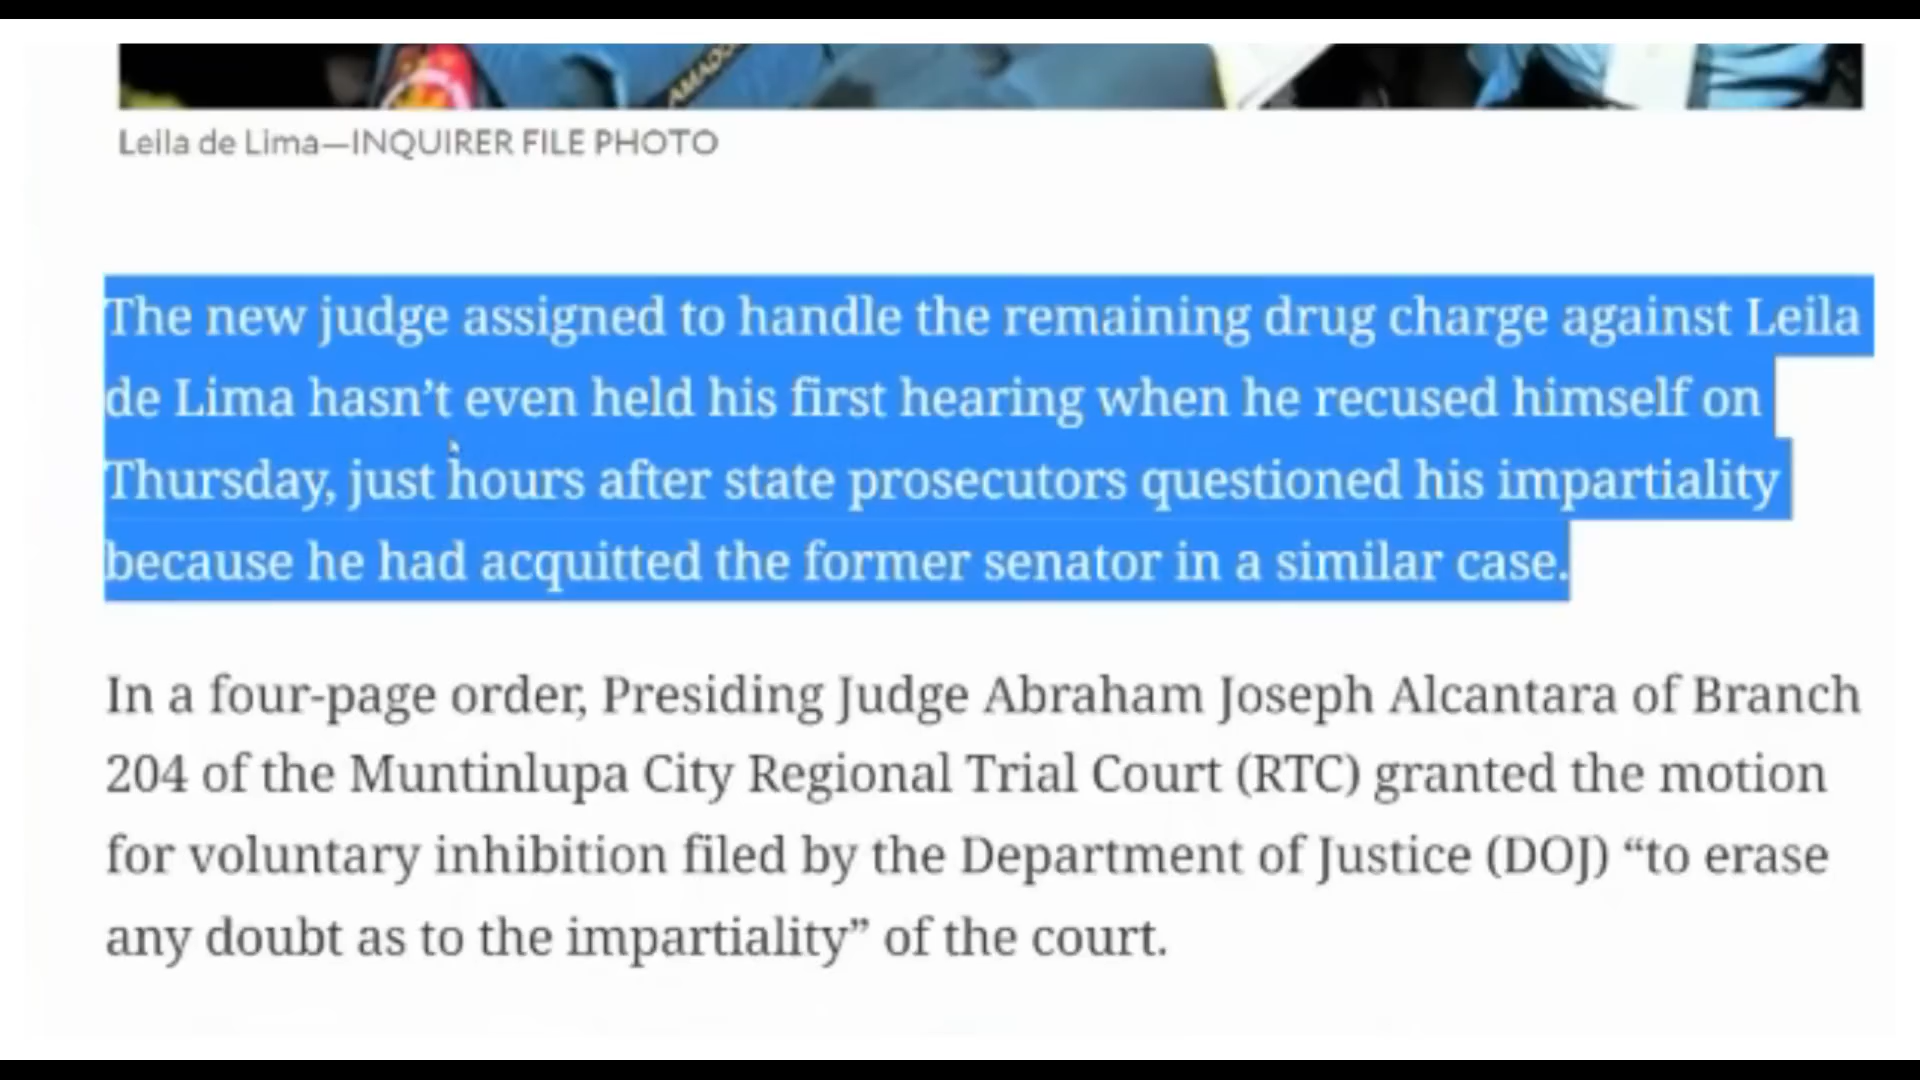 AMADO
Leila de Lima—INQUIRER FILE PHOTO
The new judge assigned to handle the remaining drug charge against Leila
de Lima hasn’t even held his first hearing when he recused himself on
Thursday, just hours after state prosecutors questioned his impartiality
because he had acquitted the former senator in a similar case.
In a four-page order, Presiding Judge Abraham Joseph Alcantara of Branch
204 of the Muntinlupa City Regional Trial Court (RTC) granted the motion
for voluntary inhibition filed by the Department of Justice (DOJ) “to erase
any doubt as to the impartiality” of the court.